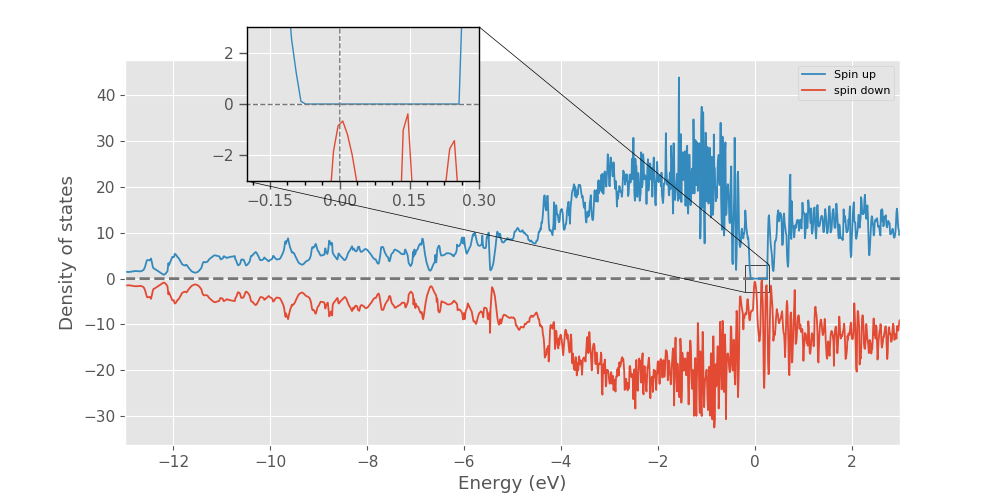 2
0
−2
−0.15 0.00 0.15 0.30
Spin up
spin down
40
30
20
10
0
−10
−20
−30
Density of states
−12 −10 −8 −6 −4 −2 0 2
Energy (eV)